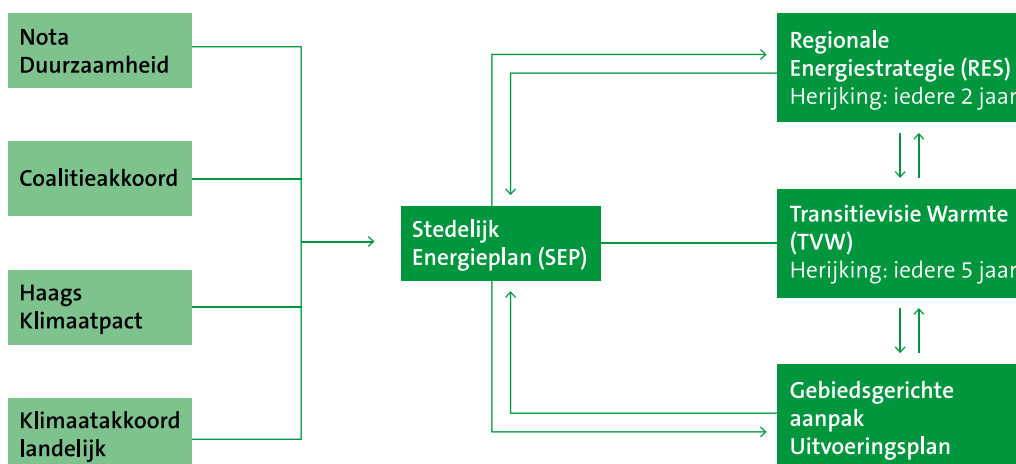 Nota
Duurzaamheid
Coalitieakkoord
Haags
Klimaatpact
Klimaatakkoord
landelijk
Stedelijk
Energieplan (SEP)
Regionale
Energiestrategie (RES)
Herijking: iedere 2 jaar
Transitievisie Warmte
(TVW)
Herijking: iedere 5 jaar
Gebiedsgerichte
aanpak
Uitvoeringsplan